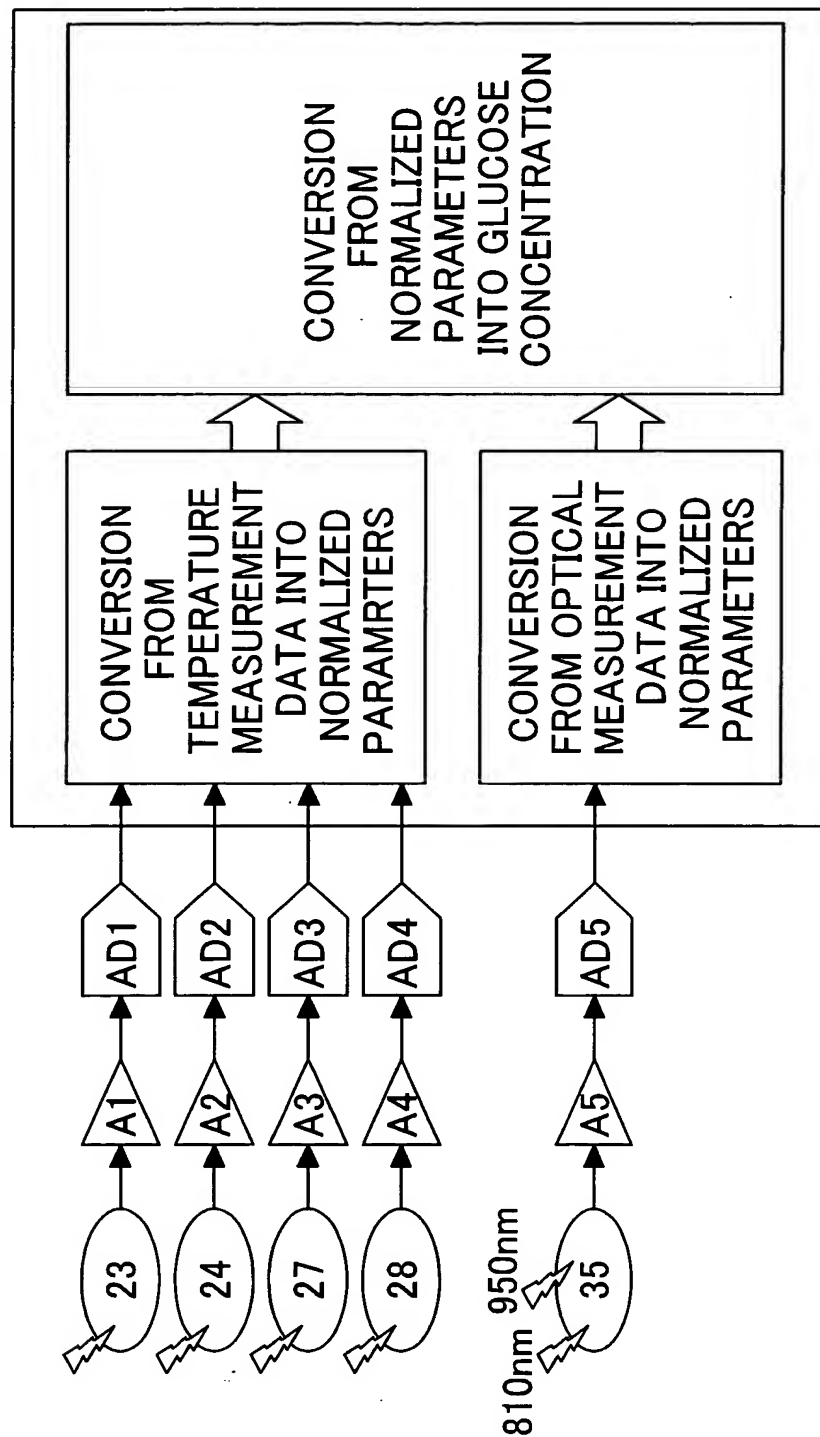 23
A1
AD1
24
A2
AD2
27
A3
AD3
28
A4
AD4
810nm
950nm
35
A5
AD5
CONVERSION
FROM
TEMPERATURE
MEASUREMENT
DATA INTO
NORMALIZED
PARAMRTERS
CONVERSION
FROM OPTICAL
MEASUREMENT
DATA INTO
NORMALIZED
PARAMETERS
CONVERSION
FROM
NORMALIZED
PARAMETERS
INTO GLUCOSE
CONCENTRATION